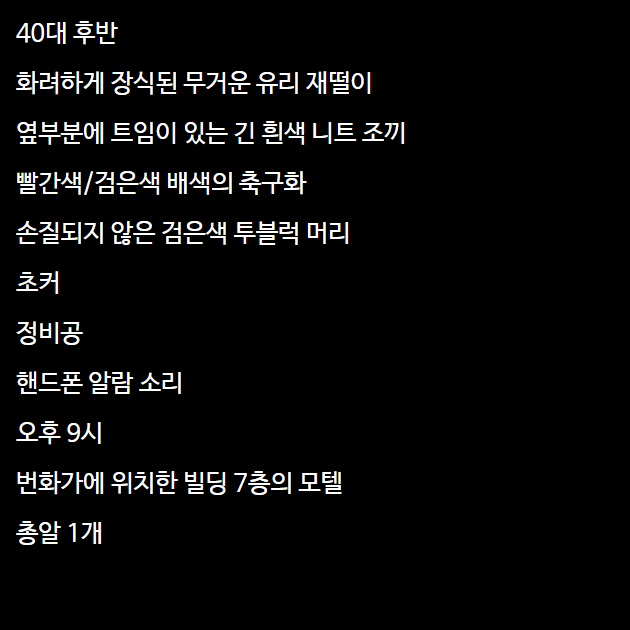 40대 후반
화려하게 장식된 무거운 유리 재떨이
옆부분에 트임이 있는 긴 흰색 니트 조끼
빨간색/검은색 배색의 축구화
손질되지 않은 검은색 투블럭 머리
초커
정비공
핸드폰 알람 소리
오후 9시
번화가에 위치한 빌딩 7층의 모텔
총알 1개